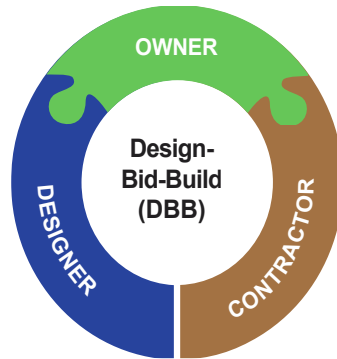 OWNER
Design-
Bid-Build
(DBB)
DESIGNER
CONTRACTOR